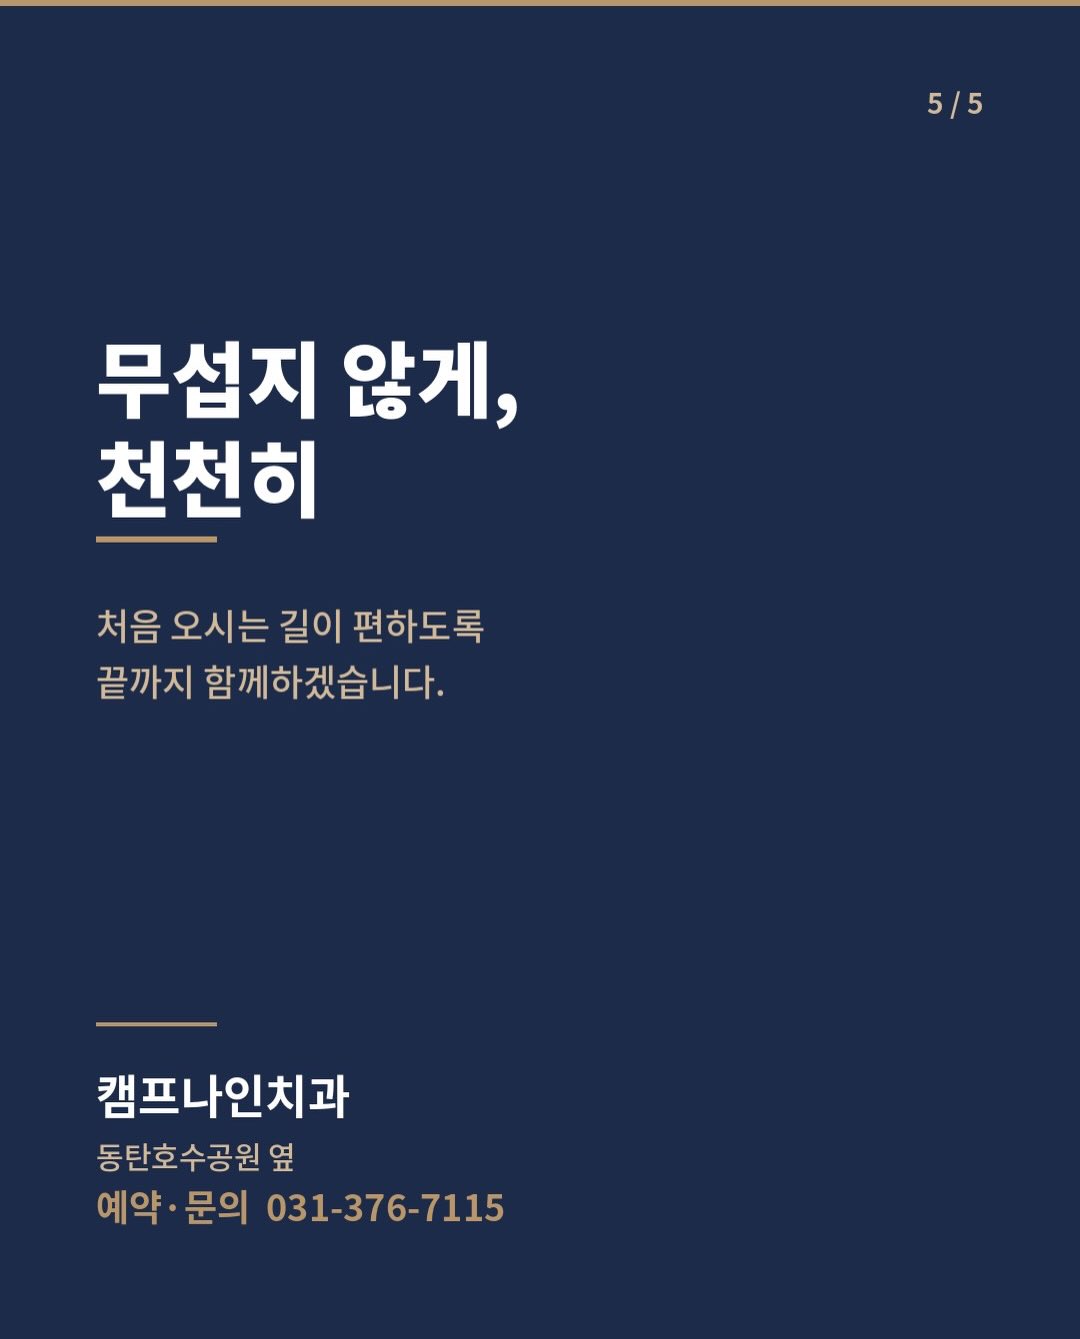 5 / 5
무섭지 않게,
천천히
처음 오시는 길이 편하도록
끝까지 함께하겠습니다.
캠프나인치과
동탄호수공원 옆
예약·문의 031-376-7115